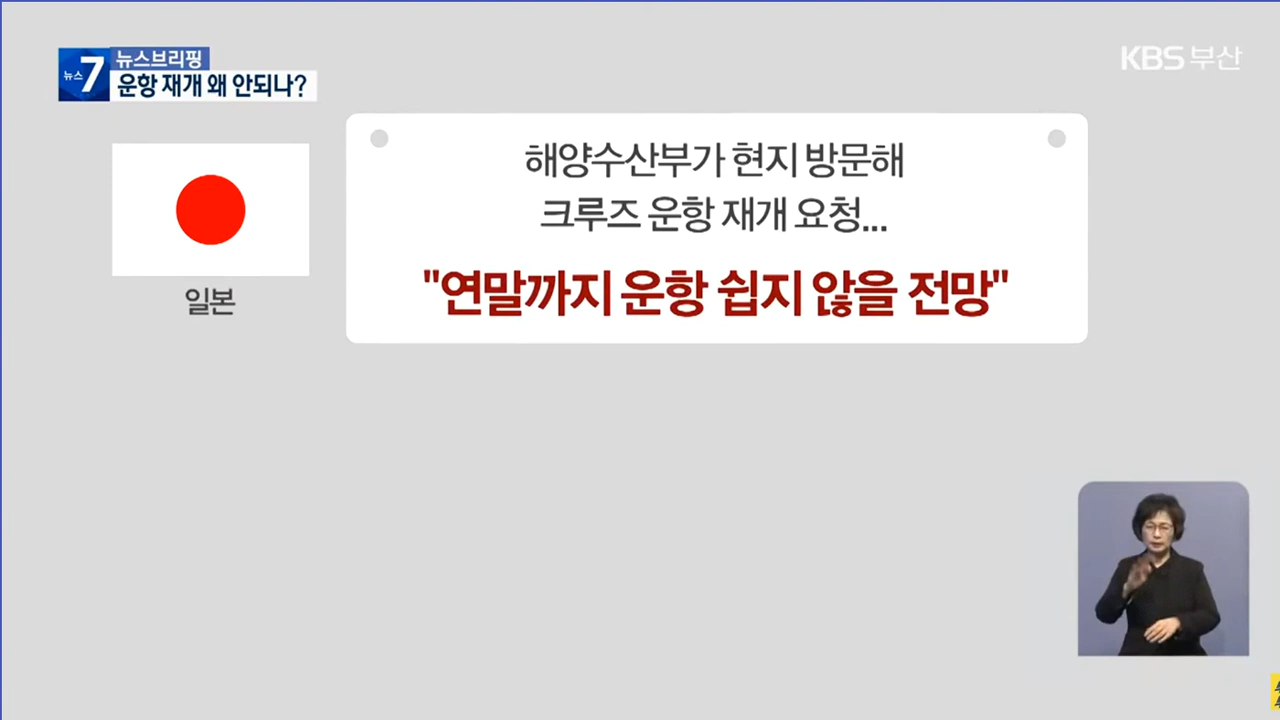 뉴스 7
뉴스브리핑
운항 재개 왜 안되나?
KBS 부산
해양수산부가 현지 방문해
크루즈 운항 재개 요청...
"연말까지 운항 쉽지 않을 전망"
일본